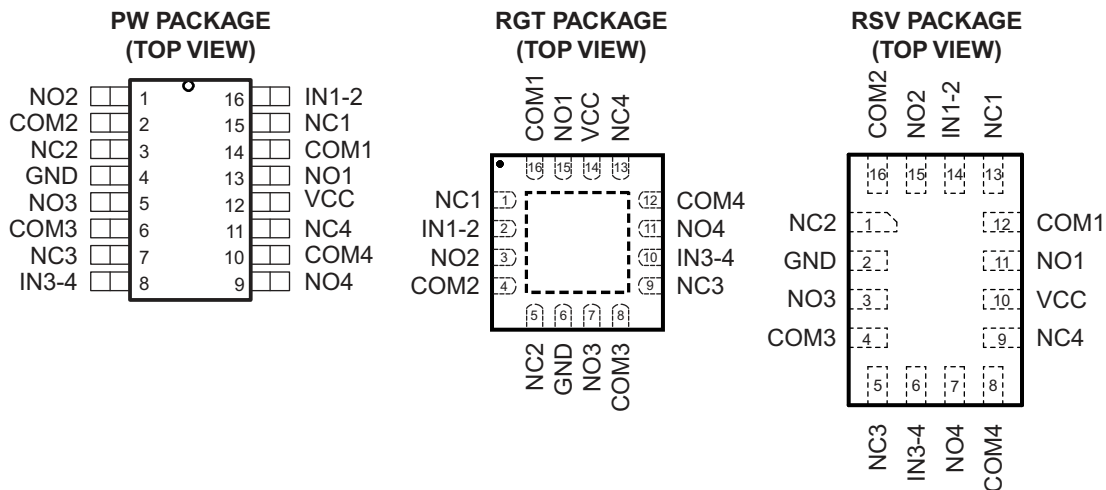 PW PACKAGE
(TOP VIEW)
NO2 1 16 IN1-2
COM2 2 15 NC1
NC2 3 14 COM1
GND 4 13 NO1
NO3 5 12 VCC
COM3 6 11 NC4
NC3 7 10 COM4
IN3-4 8 9 NO4
RGT PACKAGE
(TOP VIEW)
COM1 NO1 VCC NC4
16 15 14 13
NC1 1 12 COM4
IN1-2 2 11 NO4
NO2 3 10 IN3-4
COM2 4 9 NC3
5 6 7 8
NC2 GND NO3 COM3
RSV PACKAGE
(TOP VIEW)
COM2 NO2 IN1-2 NC1
16 15 14 13
NC2 1 12 COM1
GND 2 11 NO1
NO3 3 10 VCC
COM3 4 9 NC4
5 6 7 8
NC3 IN3-4 NO4 COM4